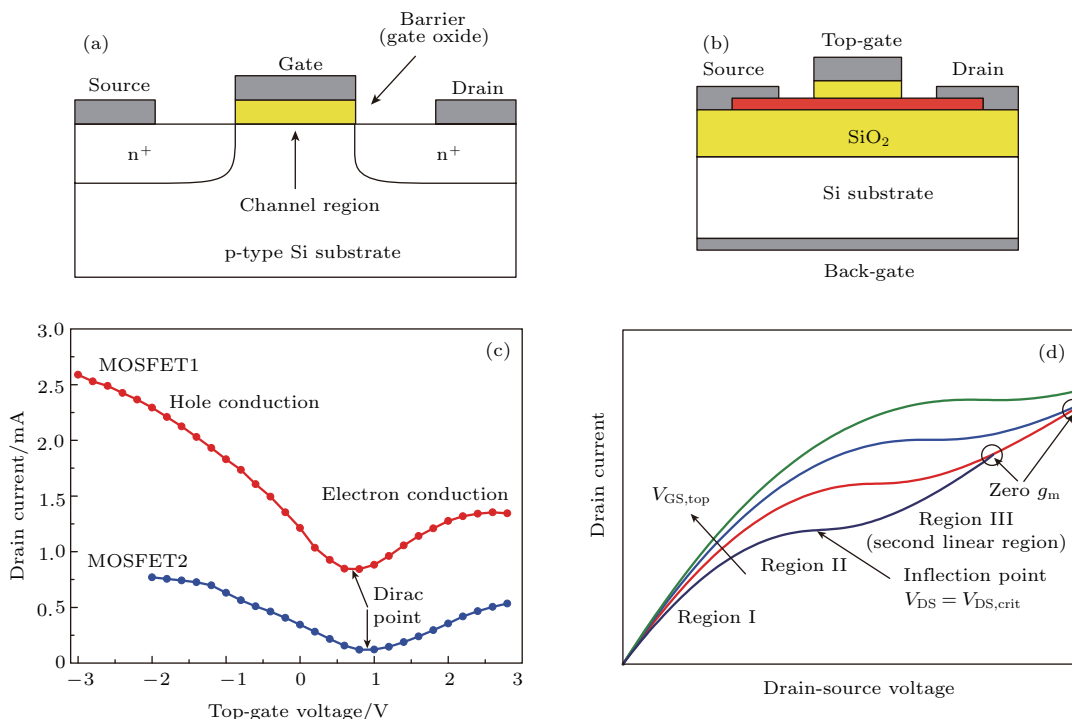 (a)
Barrier
(gate oxide)
Gate
Source
Drain
n+
n+
Channel region
p-type Si substrate
(b)
Top-gate
Source
Drain
SiO2
Si substrate
Back-gate
(c)
Drain current/mA
3.0
2.5
2.0
1.5
1.0
0.5
0
MOSFET1
Hole conduction
Electron conduction
MOSFET2
Dirac
point
−3
−2
−1
0
1
2
3
Top-gate voltage/V
(d)
Drain current
VGS,top
Zero gm
Region III
(second linear region)
Region II
Inflection point
VDS = VDS,crit
Region I
Drain-source voltage